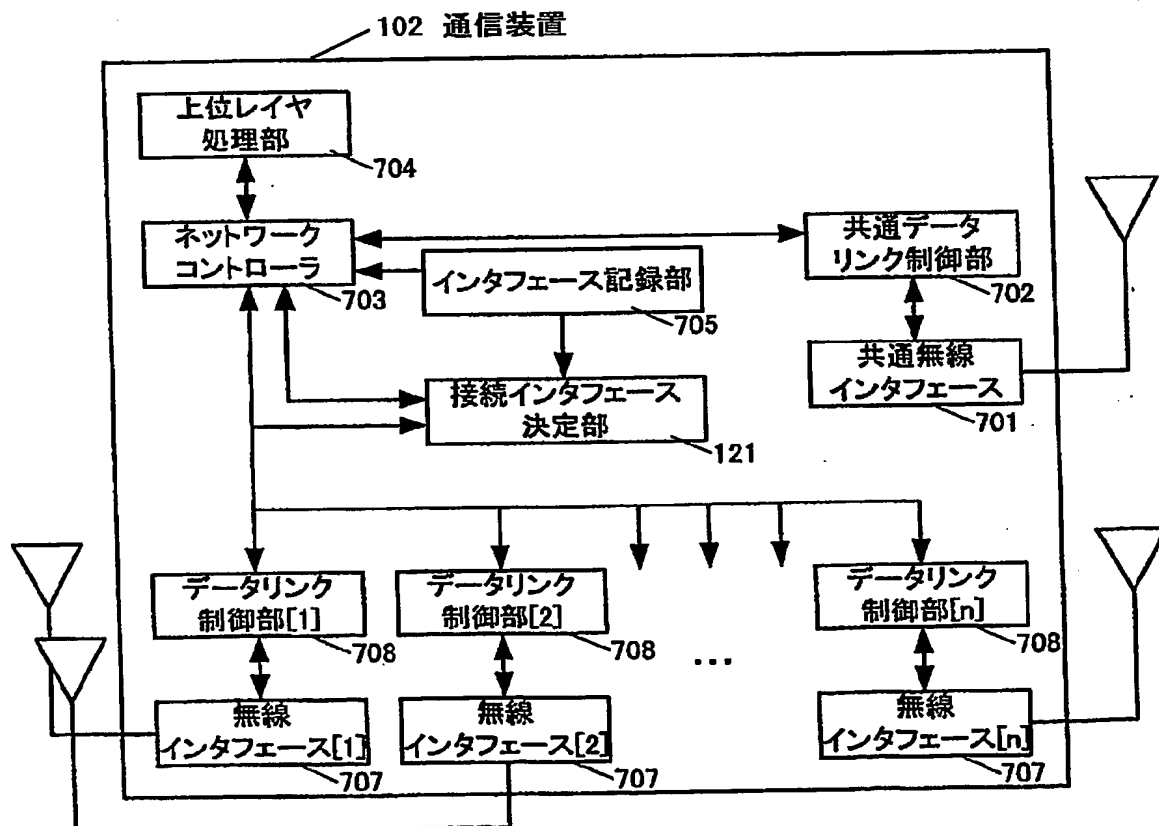 102 通信装置
上位レイヤ
処理部
704
ネットワーク
コントローラ
703
インタフェース記録部
705
共通データ
リンク制御部
702
共通無線
インタフェース
701
接続インタフェース
決定部
121
データリンク
制御部[1]
708
データリンク
制御部[2]
708
...
データリンク
制御部[n]
708
無線
インタフェース[1]
707
無線
インタフェース[2]
707
無線
インタフェース[n]
707